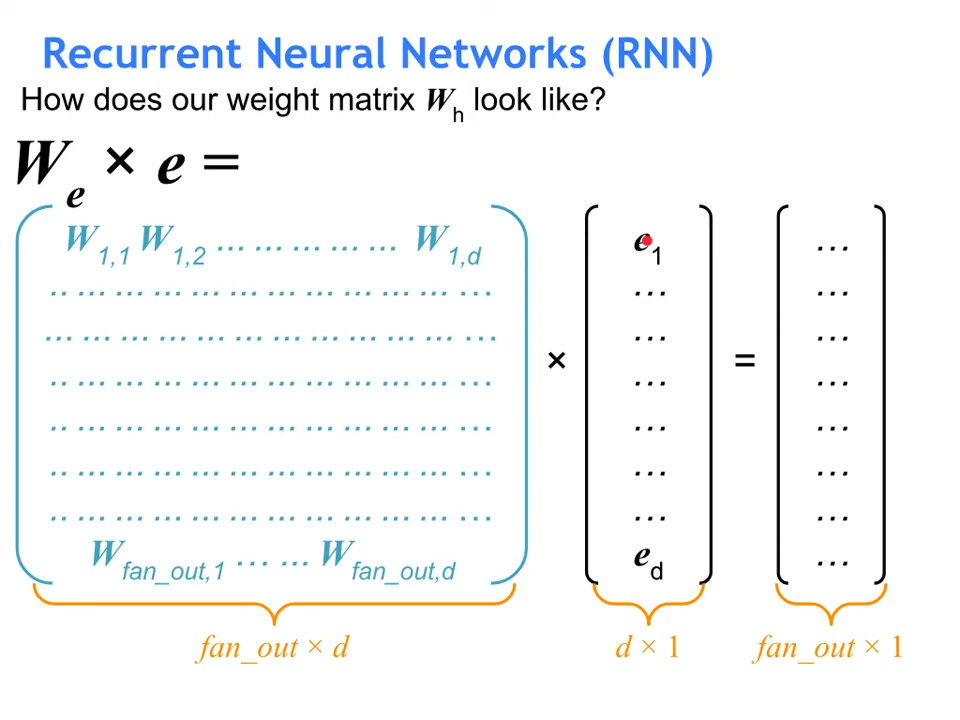 Recurrent Neural Networks (RNN)
How does our weight matrix Wh look like?
We × e =
W1,1 W1,2 ... ... ... ... ... W1,d
.. ... ... ... ... ... ... ... ... ... ... ...
... ... ... ... ... ... ... ... ... ... ... ...
.. ... ... ... ... ... ... ... ... ... ... ...
.. ... ... ... ... ... ... ... ... ... ... ...
.. ... ... ... ... ... ... ... ... ... ... ...
.. ... ... ... ... ... ... ... ... ... ... ...
Wfan_out,1 ... ... Wfan_out,d
×
e1
...
...
...
...
...
...
ed
=
...
...
...
...
...
...
...
...
fan_out × d
d × 1
fan_out × 1